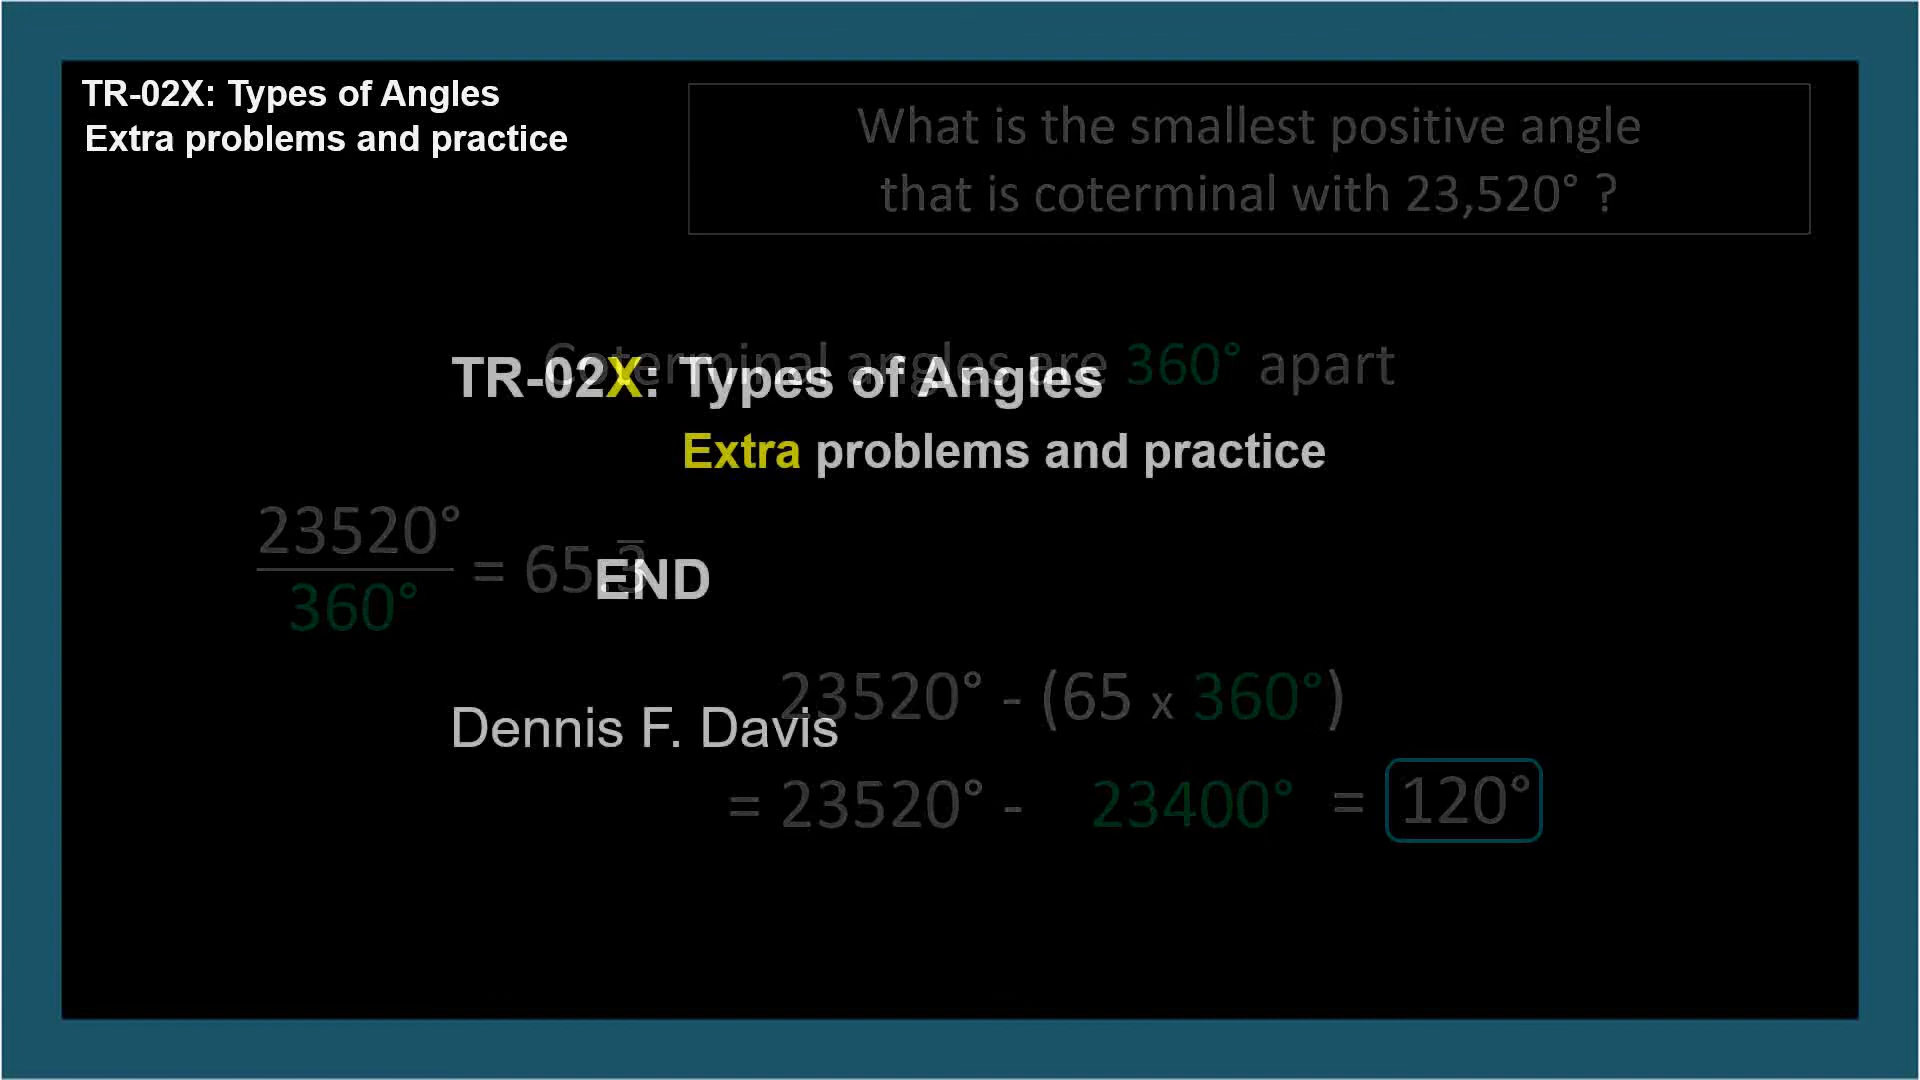 TR-02X: Types of Angles
Extra problems and practice
What is the smallest positive angle
that is coterminal with 23,520° ?
Coterminal angles are 360° apart
TR-02X: Types of Angles
Extra problems and practice
23520°
360°
= 65.3̅
END
23520° - (65 x 360°)
Dennis F. Davis
= 23520° - 23400° = 120°